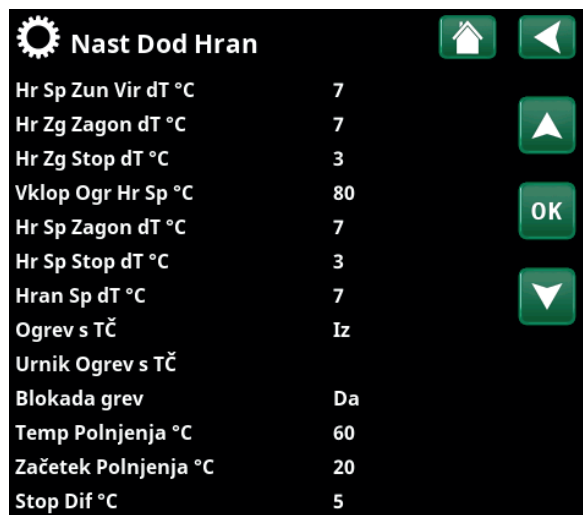 Nast Dod Hran
Hr Sp Zun Vir dT °C 7
Hr Zg Zagon dT °C 7
Hr Zg Stop dT °C 3
Vklop Ogr Hr Sp °C 80
Hr Sp Zagon dT °C 7
OK
Hr Sp Stop dT °C 3
Hran Sp dT °C 7
Ogrev s TČ Iz
Urnik Ogrev s TČ
Blokada grev Da
Temp Polnjenja °C 60
Začetek Polnjenja °C 20
Stop Dif °C 5